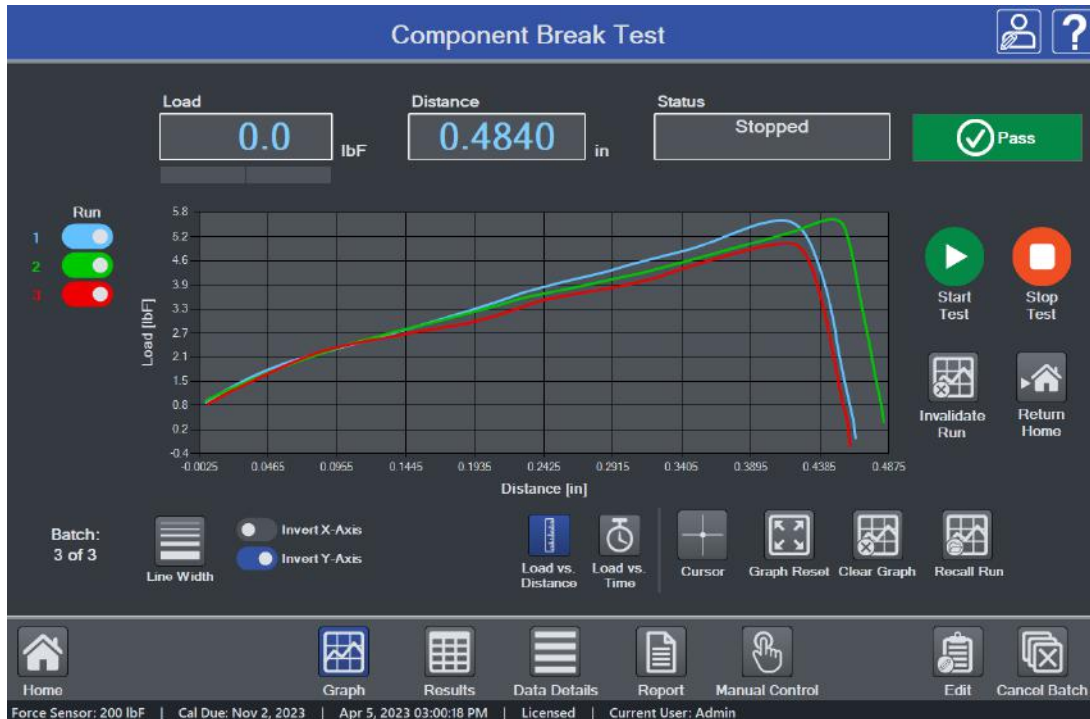 Component Break Test
?
Load
Distance
Status
0.0 lbF
0.4840 in
Stopped
Pass
Run
1
2
3
Load [lbF]
5.8
5.2
4.6
3.9
3.3
2.7
2.1
1.5
0.8
0.2
-0.4
-0.0025 0.0465 0.0955 0.1445 0.1935 0.2425 0.2915 0.3405 0.3895 0.4385 0.4875
Distance [in]
Start
Test
Stop
Test
Invalidate
Run
Return
Home
Batch:
3 of 3
Line Width
Invert X-Axis
Invert Y-Axis
Load vs.
Distance
Load vs.
Time
Cursor
Graph Reset
Clear Graph
Recall Run
Home
Graph
Results
Data Details
Report
Manual Control
Edit
Cancel Batch
Force Sensor: 200 lbF | Cal Due: Nov 2, 2023 | Apr 5, 2023 03:00:18 PM | Licensed | Current User: Admin